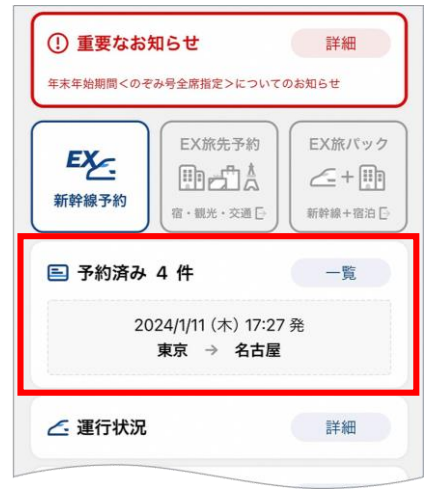 重要なお知らせ
詳細
年末年始期間<のぞみ号全席指定>についてのお知らせ
EX
新幹線予約
EX旅先予約
宿・観光・交通
EX旅パック
新幹線+宿泊
予約済み 4 件
一覧
2024/1/11 (木) 17:27 発
東京 → 名古屋
運行状況
詳細